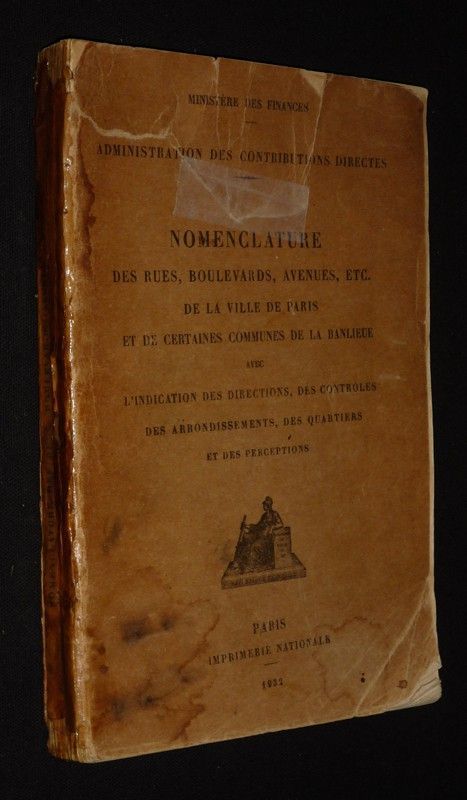 MINISTÈRE DES FINANCES
ADMINISTRATION DES CONTRIBUTIONS DIRECTES
NOMENCLATURE
DES RUES, BOULEVARDS, AVENUES, ETC.
DE LA VILLE DE PARIS
ET DE CERTAINES COMMUNES DE LA BANLIEUE
AVEC
L'INDICATION DES DIRECTIONS, DES CONTRÔLES
DES ARRONDISSEMENTS, DES QUARTIERS
ET DES PERCEPTIONS
PARIS
IMPRIMERIE NATIONALE
1932